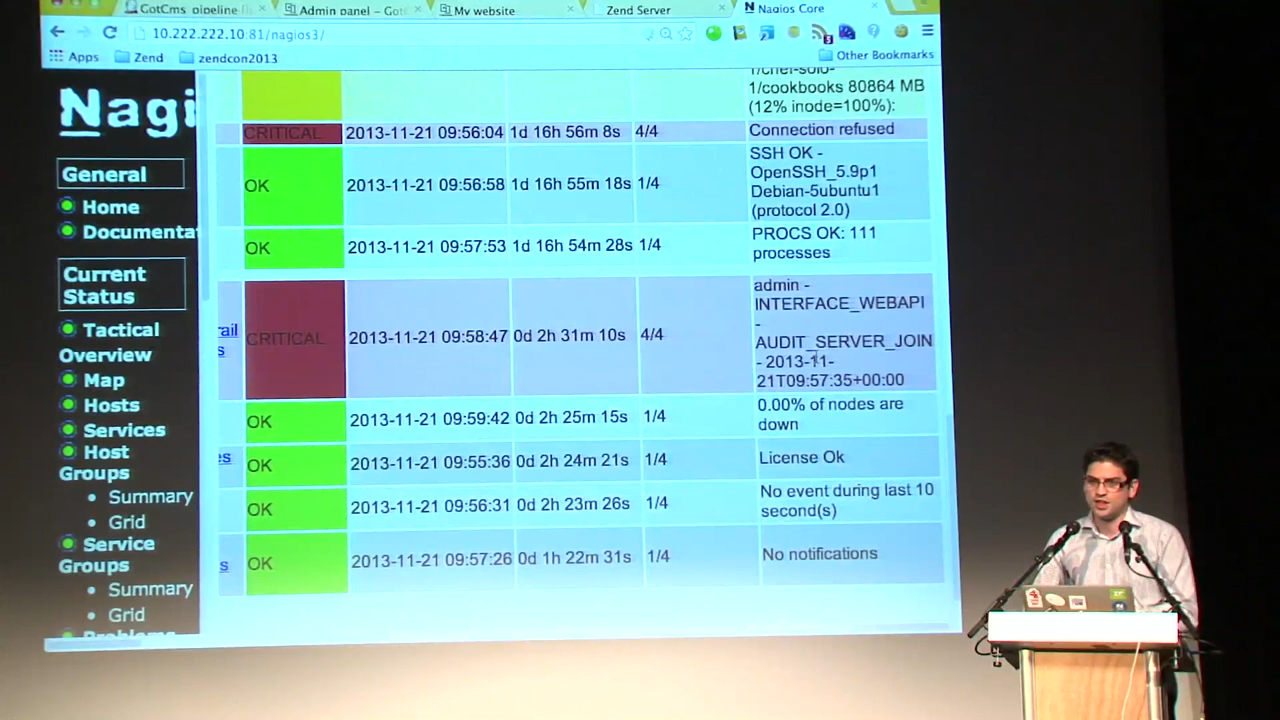 GotCms_pipeline
Admin panel – Got
My website
Zend Server
Nagios Core
10.222.222.10:81/nagios3/
Apps
Zend
zendcon2013
Other Bookmarks
Nagi
General
Home
Documenta
Current
Status
Tactical
Overview
Map
Hosts
Services
Host
Groups
Summary
Grid
Service
Groups
Summary
Grid
Problems
1/chef-solo-
1/cookbooks 80864 MB
(12% inode=100%):
CRITICAL 2013-11-21 09:56:04 1d 16h 56m 8s 4/4 Connection refused
OK 2013-11-21 09:56:58 1d 16h 55m 18s 1/4
SSH OK -
OpenSSH_5.9p1
Debian-5ubuntu1
(protocol 2.0)
OK 2013-11-21 09:57:53 1d 16h 54m 28s 1/4
PROCS OK: 111
processes
rail
s
CRITICAL 2013-11-21 09:58:47 0d 2h 31m 10s 4/4
admin -
INTERFACE_WEBAPI
-
AUDIT_SERVER_JOIN
- 2013-11-
21T09:57:35+00:00
OK 2013-11-21 09:59:42 0d 2h 25m 15s 1/4
0.00% of nodes are
down
es OK 2013-11-21 09:55:36 0d 2h 24m 21s 1/4 License Ok
OK 2013-11-21 09:56:31 0d 2h 23m 26s 1/4
No event during last 10
second(s)
s OK 2013-11-21 09:57:26 0d 1h 22m 31s 1/4 No notifications